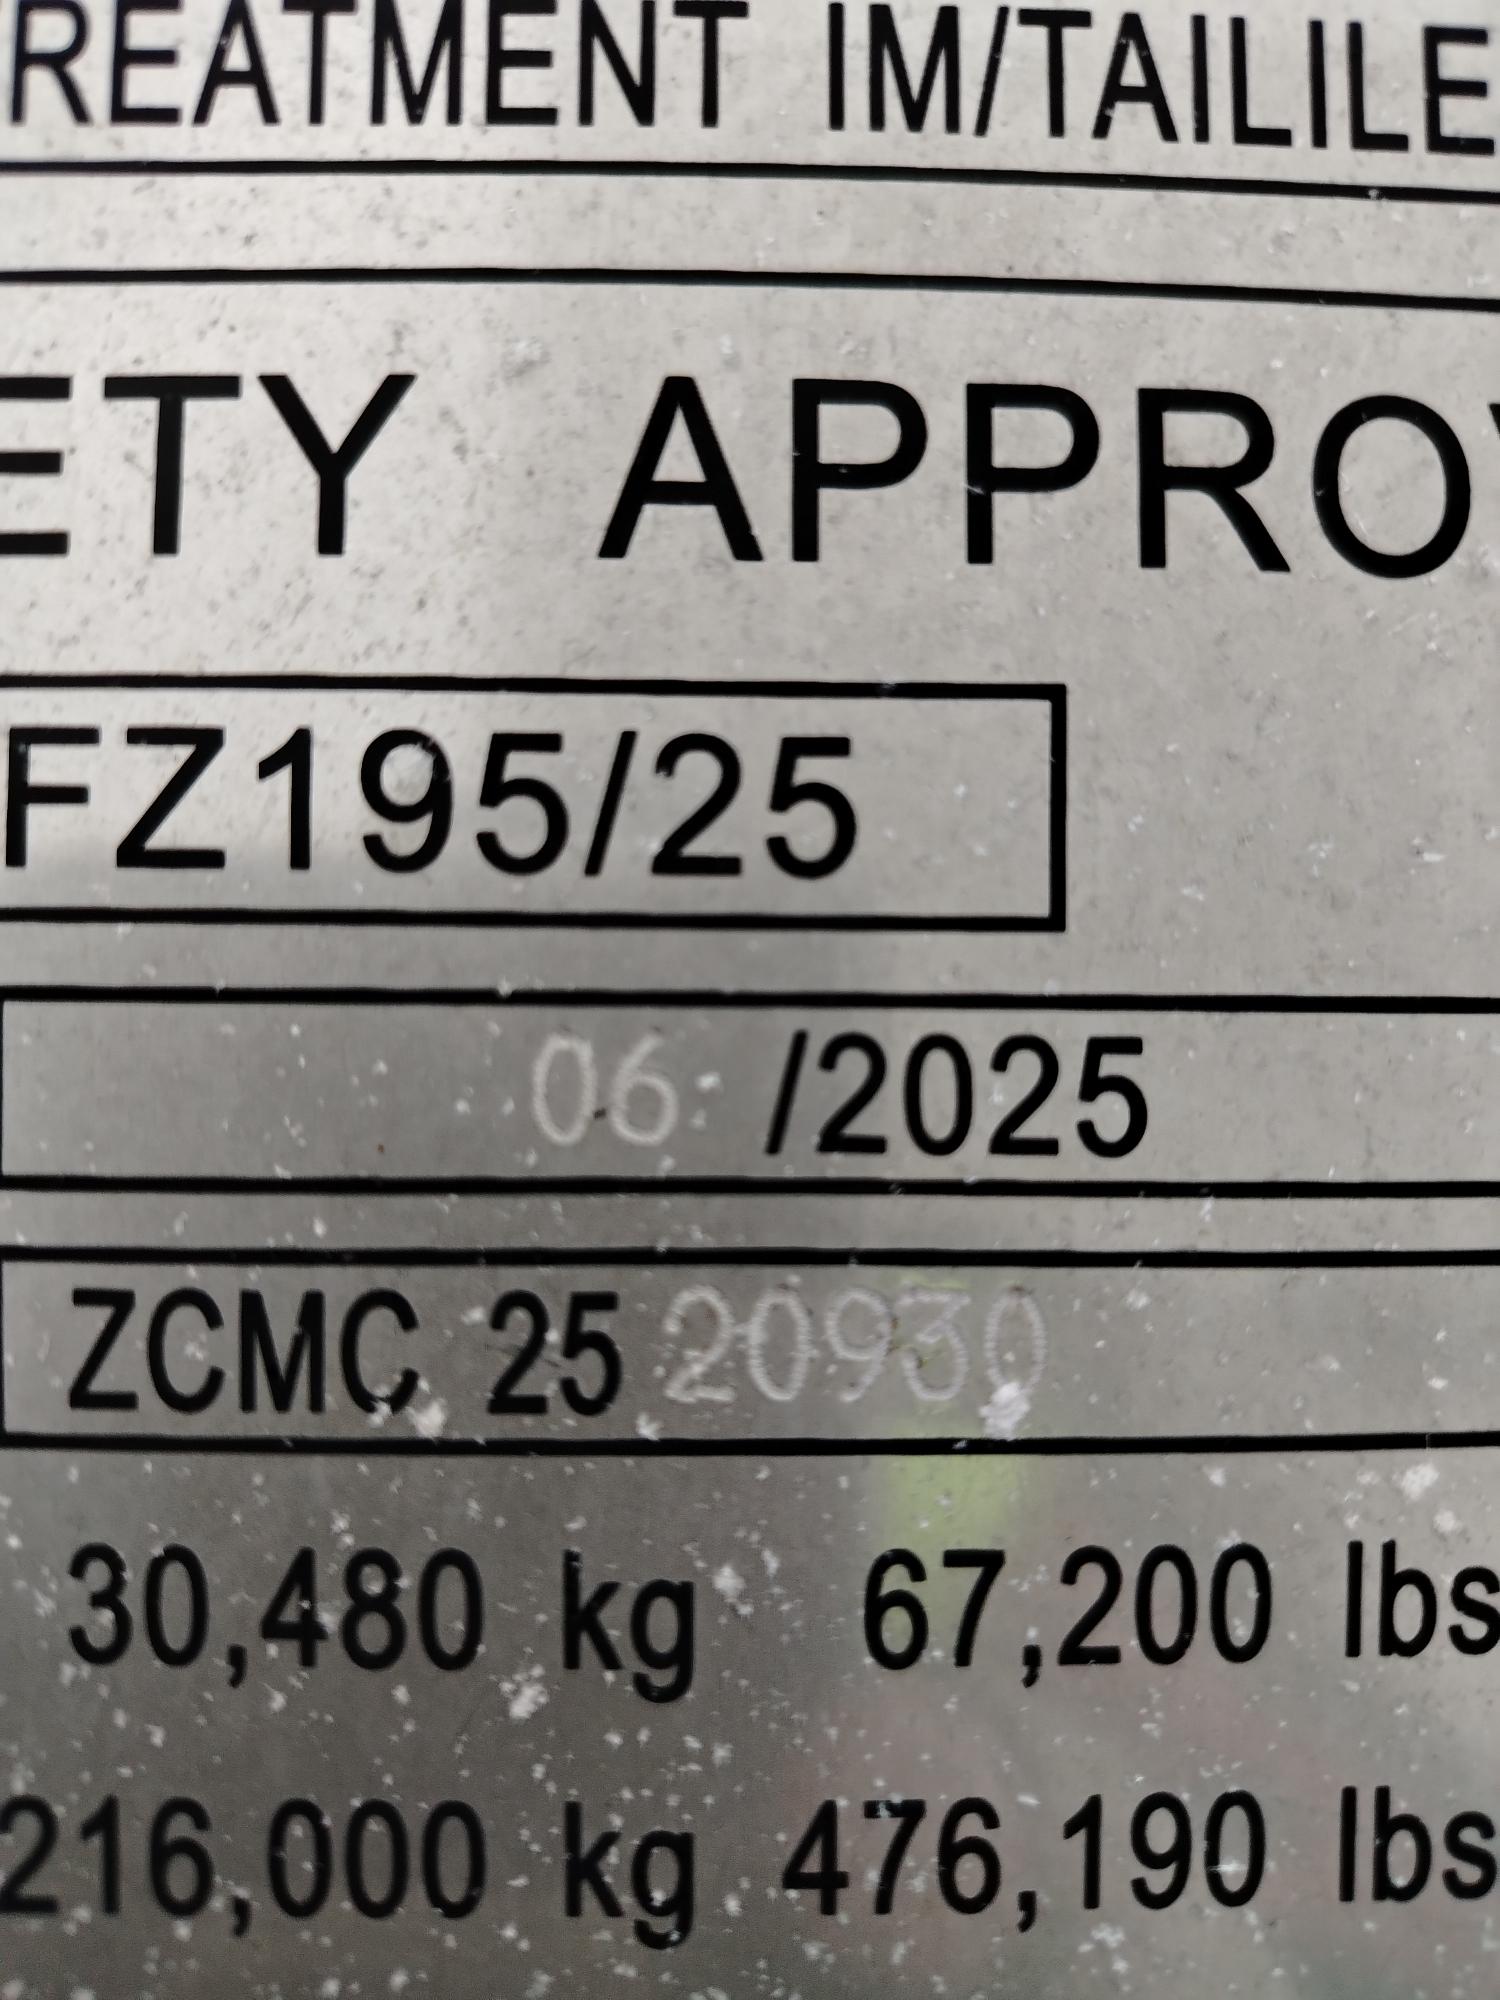 REATMENT IM/TAILILE
ETY APPROV
FZ195/25
06 /2025
ZCMC 25 20930
30,480 kg 67,200 lbs
216,000 kg 476,190 lbs